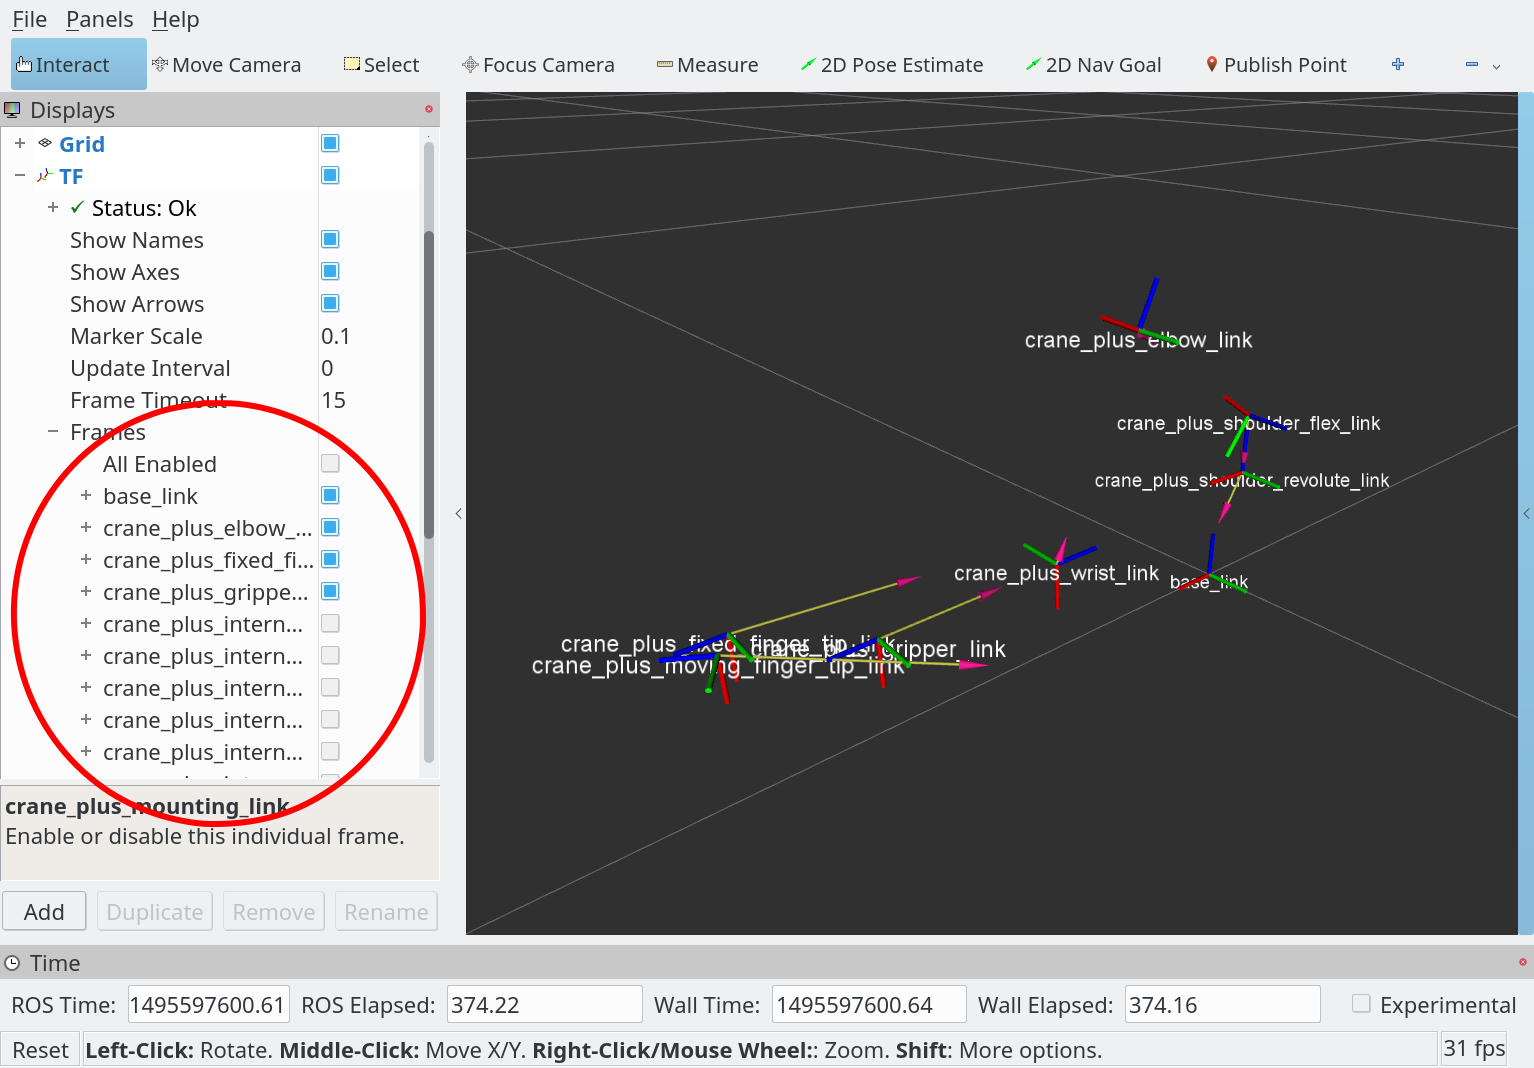 File Panels Help
Interact Move Camera Select Focus Camera Measure 2D Pose Estimate 2D Nav Goal Publish Point
Displays
Grid
TF
Status: Ok
Show Names
Show Axes
Show Arrows
Marker Scale 0.1
Update Interval 0
Frame Timeout 15
Frames
All Enabled
base_link
crane_plus_elbow_...
crane_plus_fixed_fi...
crane_plus_grippe...
crane_plus_intern...
crane_plus_intern...
crane_plus_intern...
crane_plus_intern...
crane_plus_intern...
crane_plus_mounting_link
Enable or disable this individual frame.
Add Duplicate Remove Rename
crane_plus_elbow_link
crane_plus_shoulder_flex_link
crane_plus_shoulder_revolute_link
crane_plus_wrist_link
base_link
crane_plus_fixed_finger_tip_link
crane_plus_gripper_link
crane_plus_moving_finger_tip_link
Time
ROS Time: 1495597600.61 ROS Elapsed: 374.22 Wall Time: 1495597600.64 Wall Elapsed: 374.16 Experimental
Reset Left-Click: Rotate. Middle-Click: Move X/Y. Right-Click/Mouse Wheel:: Zoom. Shift: More options. 31 fps